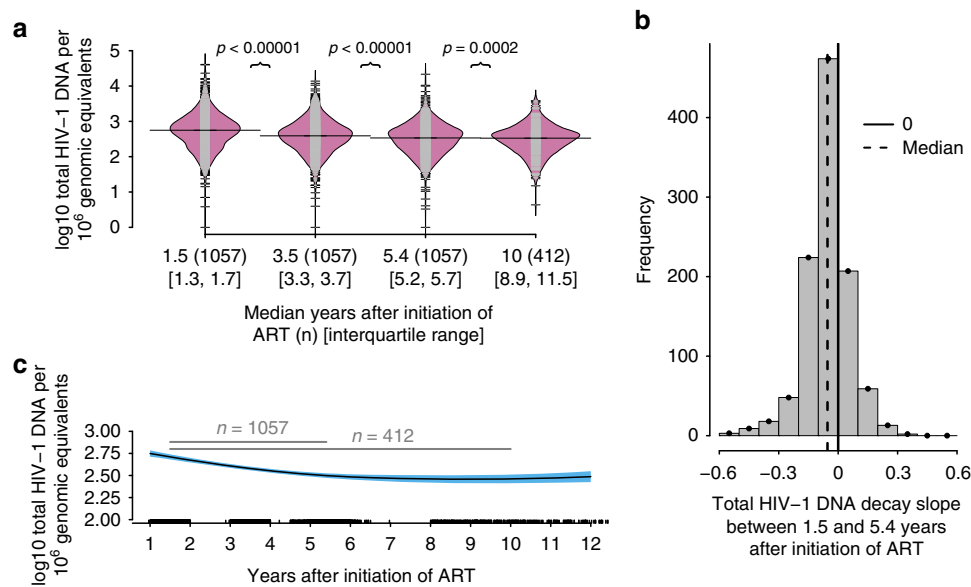 a
log10 total HIV−1 DNA per
10^6 genomic equivalents
5
4
3
2
1
0
p < 0.00001 p < 0.00001 p = 0.0002
1.5 (1057) 3.5 (1057) 5.4 (1057) 10 (412)
[1.3, 1.7] [3.3, 3.7] [5.2, 5.7] [8.9, 11.5]
Median years after initiation of
ART (n) [interquartile range]
b
Frequency
400
300
200
100
0
0
Median
−0.6 −0.3 0 0.3 0.6
Total HIV−1 DNA decay slope
between 1.5 and 5.4 years
after initiation of ART
c
log10 total HIV−1 DNA per
10^6 genomic equivalents
3.00
2.75
2.50
2.25
2.00
n = 1057
n = 412
1 2 3 4 5 6 7 8 9 10 11 12
Years after initiation of ART